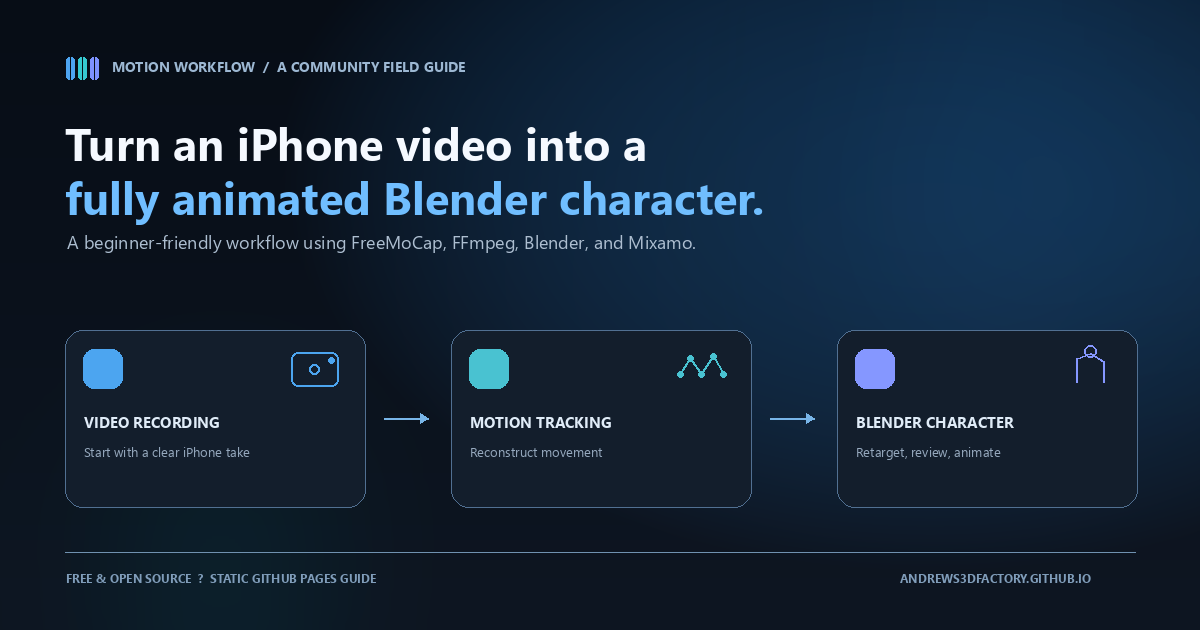 MOTION WORKFLOW / A COMMUNITY FIELD GUIDE
Turn an iPhone video into a
fully animated Blender character.
A beginner-friendly workflow using FreeMoCap, FFmpeg, Blender, and Mixamo.
VIDEO RECORDING
Start with a clear iPhone take
MOTION TRACKING
Reconstruct movement
BLENDER CHARACTER
Retarget, review, animate
FREE & OPEN SOURCE ? STATIC GITHUB PAGES GUIDE
ANDREWS3DFACTORY.GITHUB.IO